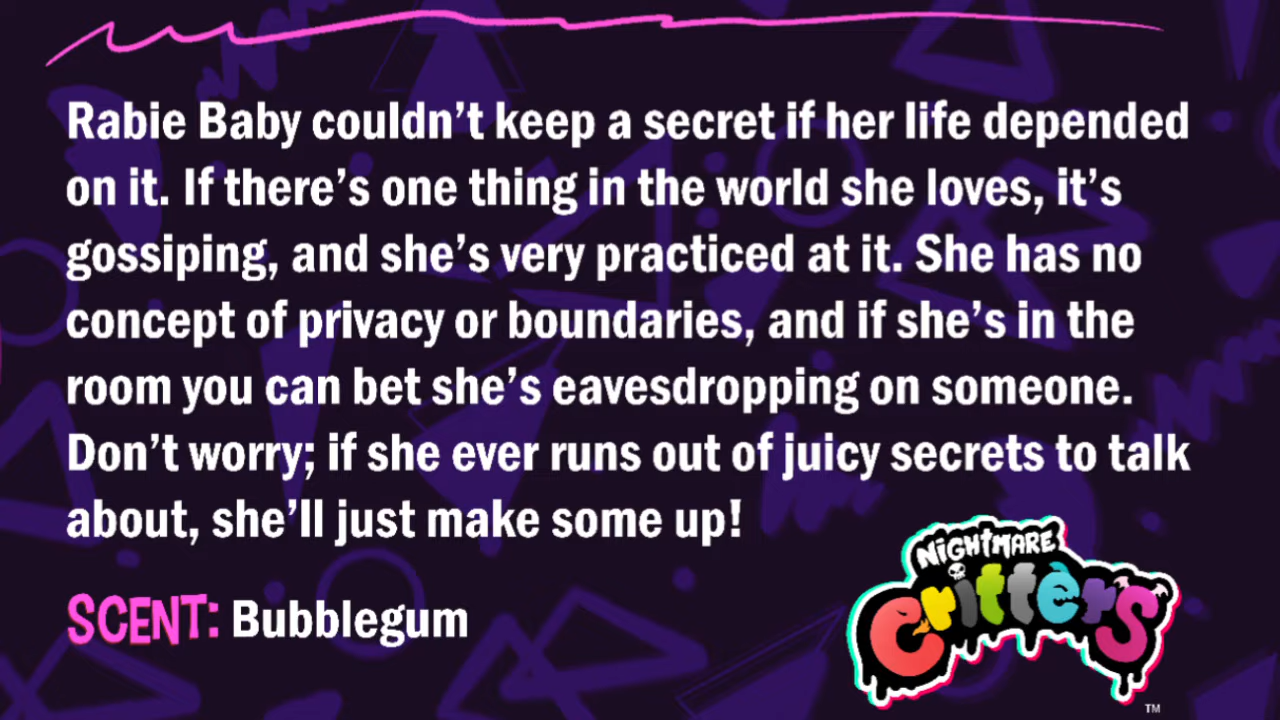 Rabie Baby couldn't keep a secret if her life depended
on it. If there's one thing in the world she loves, it's
gossiping, and she's very practiced at it. She has no
concept of privacy or boundaries, and if she's in the
room you can bet she's eavesdropping on someone.
Don't worry; if she ever runs out of juicy secrets to talk
about, she'll just make some up!
SCENT: Bubblegum
NIGHTMARE
CRITTERS
TM